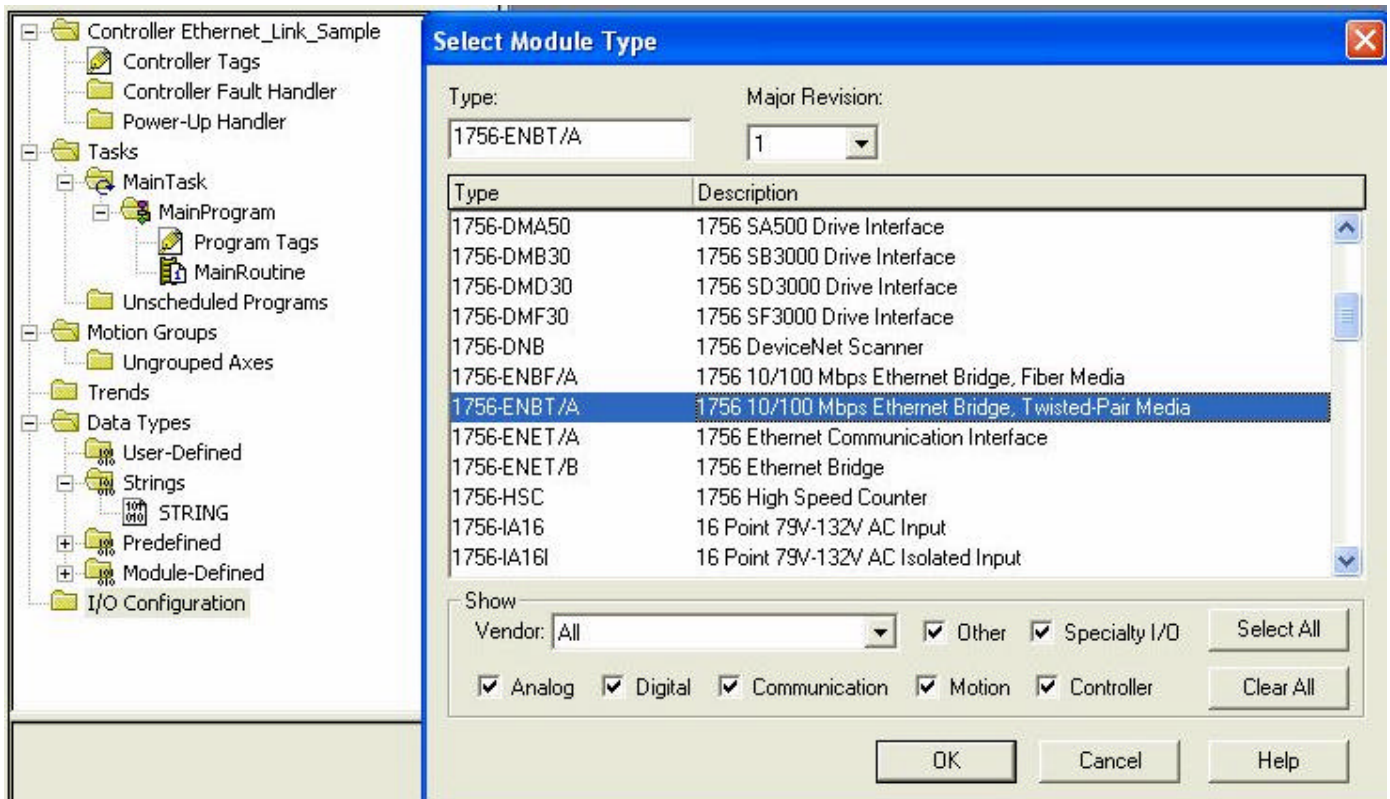 Controller Ethernet_Link_Sample
Controller Tags
Controller Fault Handler
Power-Up Handler
Tasks
MainTask
MainProgram
Program Tags
MainRoutine
Unscheduled Programs
Motion Groups
Ungrouped Axes
Trends
Data Types
User-Defined
Strings
STRING
Predefined
Module-Defined
I/O Configuration
Select Module Type
Type: Major Revision:
1756-ENBT/A 1
Type Description
1756-DMA50 1756 SA500 Drive Interface
1756-DMB30 1756 SB3000 Drive Interface
1756-DMD30 1756 SD3000 Drive Interface
1756-DMF30 1756 SF3000 Drive Interface
1756-DNB 1756 DeviceNet Scanner
1756-ENBF/A 1756 10/100 Mbps Ethernet Bridge, Fiber Media
1756-ENBT/A 1756 10/100 Mbps Ethernet Bridge, Twisted-Pair Media
1756-ENET/A 1756 Ethernet Communication Interface
1756-ENET/B 1756 Ethernet Bridge
1756-HSC 1756 High Speed Counter
1756-IA16 16 Point 79V-132V AC Input
1756-IA16I 16 Point 79V-132V AC Isolated Input
Show
Vendor: All Other Specialty I/O Select All
Analog Digital Communication Motion Controller Clear All
OK Cancel Help